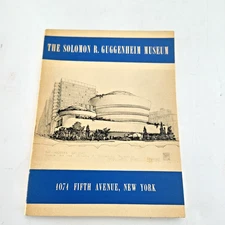 THE SOLOMON R. GUGGENHEIM MUSEUM
1071 FIFTH AVENUE, NEW YORK